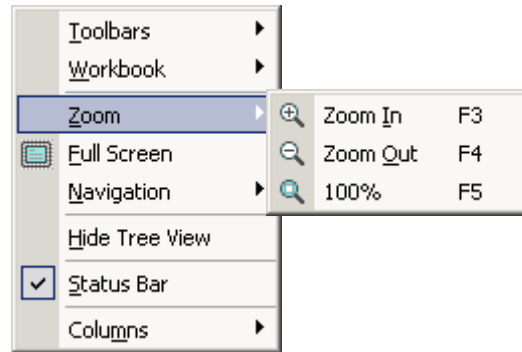 Toolbars
Workbook
Zoom
Full Screen
Navigation
Hide Tree View
Status Bar
Columns
Zoom In F3
Zoom Out F4
100% F5